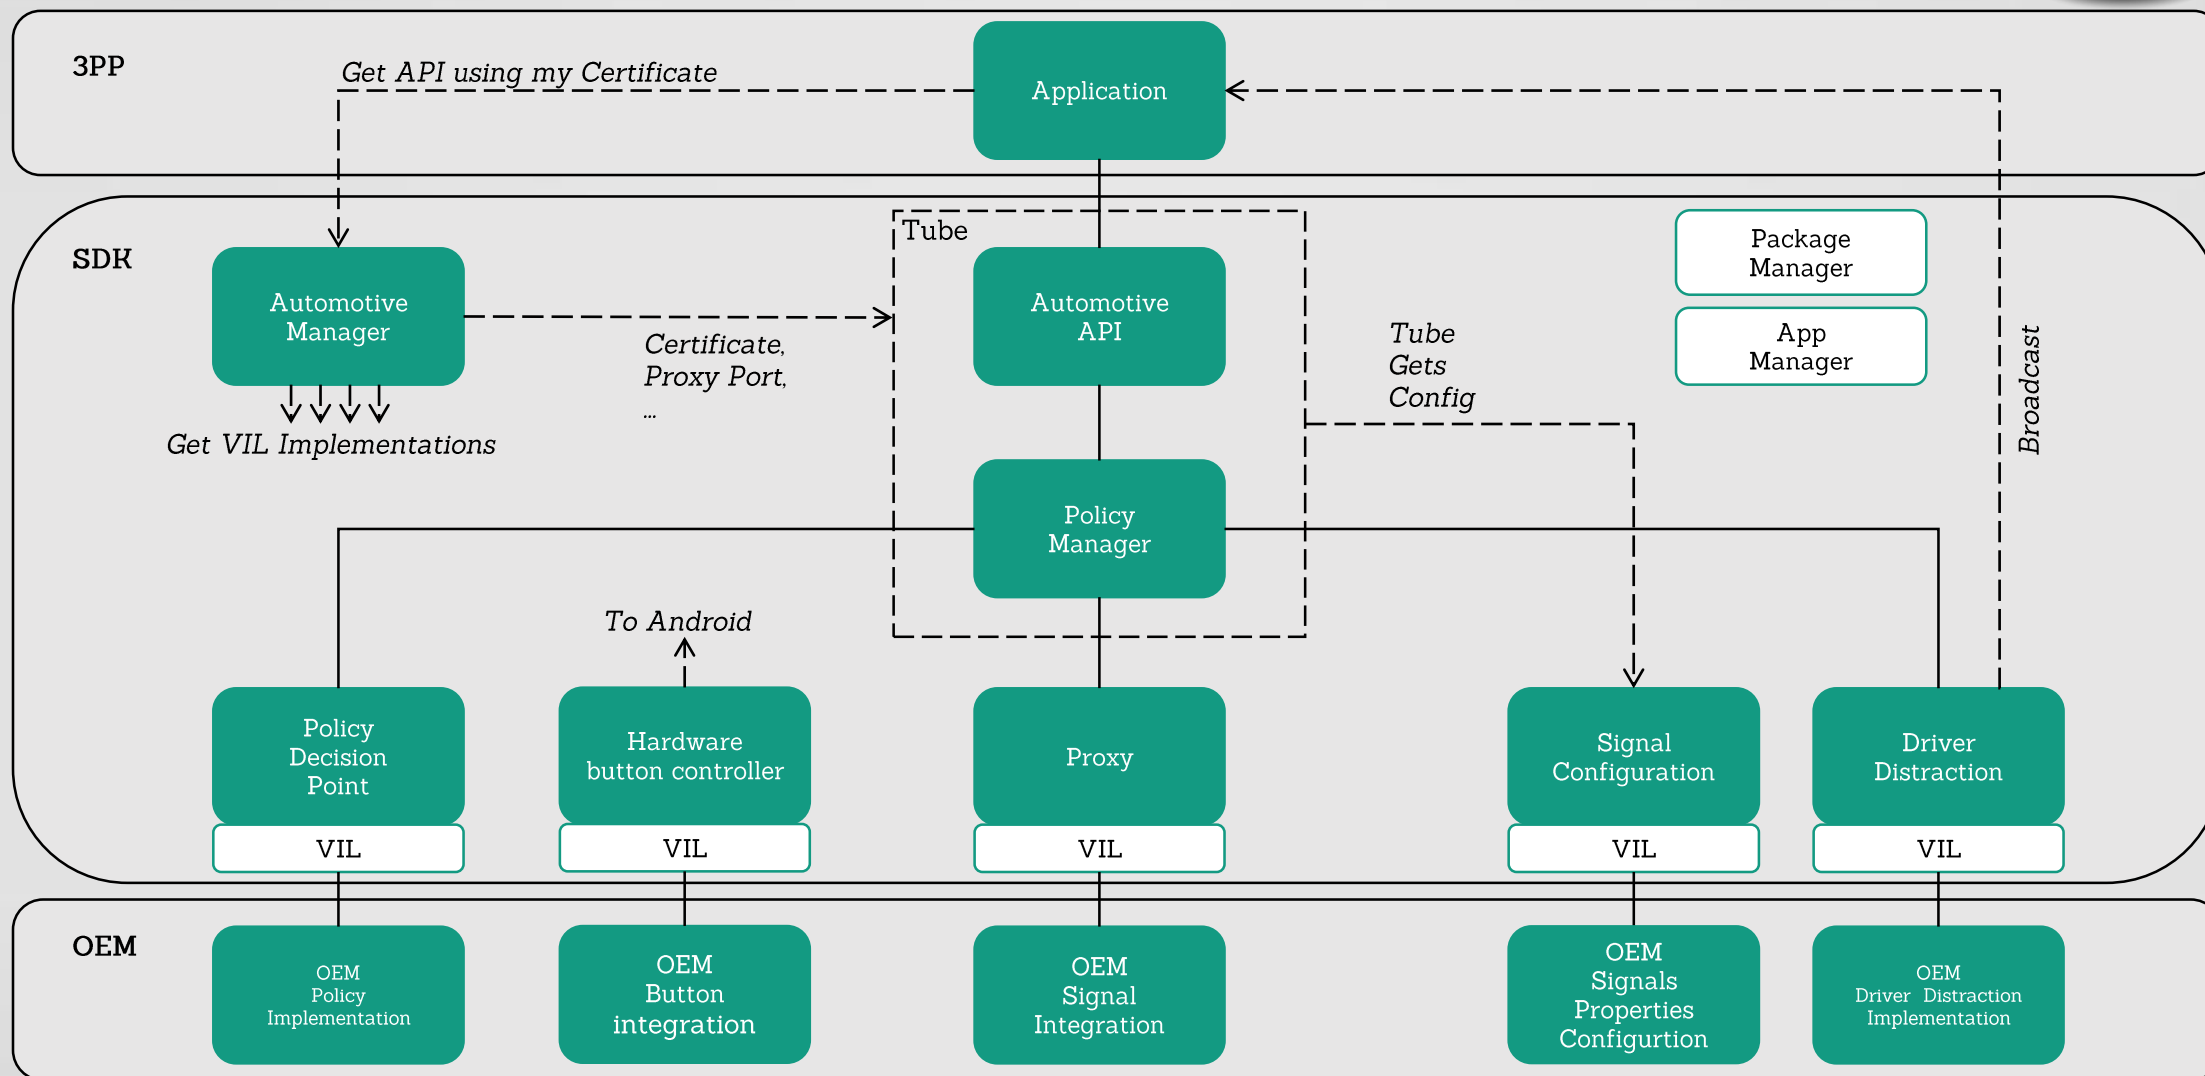 3PP
Get API using my Certificate
Application
SDK
Tube
Automotive
Manager
Get VIL Implementations
Certificate,
Proxy Port,
...
Automotive
API
Tube
Gets
Config
Package
Manager
App
Manager
Broadcast
Policy
Manager
To Android
Policy
Decision
Point
VIL
Hardware
button controller
VIL
Proxy
VIL
Signal
Configuration
VIL
Driver
Distraction
VIL
OEM
OEM
Policy
Implementation
OEM
Button
integration
OEM
Signal
Integration
OEM
Signals
Properties
Configurtion
OEM
Driver Distraction
Implementation